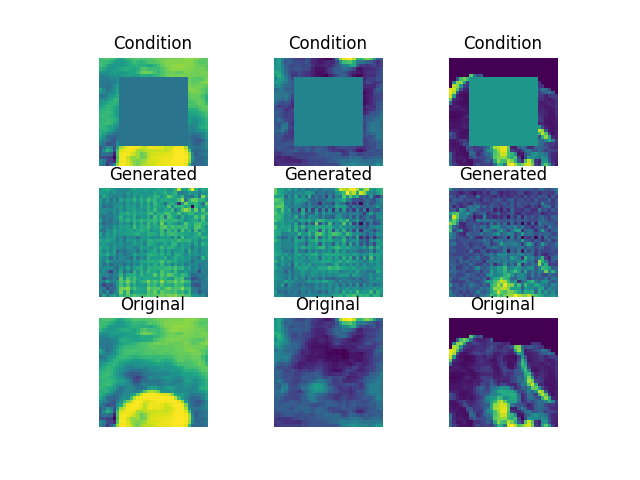 Condition Condition Condition
Generated Generated Generated
Original Original Original